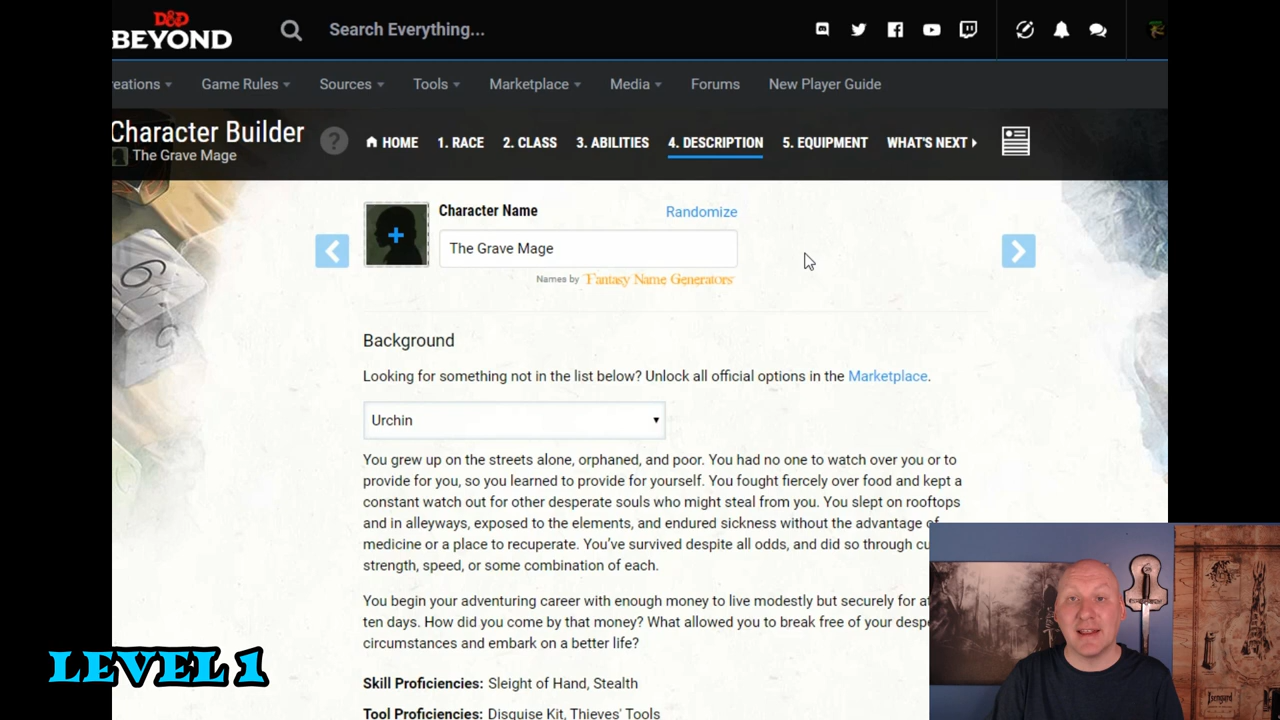 D&D
BEYOND
Search Everything...
reations Game Rules Sources Tools Marketplace Media Forums New Player Guide
Character Builder
The Grave Mage
? HOME 1. RACE 2. CLASS 3. ABILITIES 4. DESCRIPTION 5. EQUIPMENT WHAT'S NEXT
Character Name Randomize
The Grave Mage
Names by Fantasy Name Generators
Background
Looking for something not in the list below? Unlock all official options in the Marketplace.
Urchin
You grew up on the streets alone, orphaned, and poor. You had no one to watch over you or to
provide for you, so you learned to provide for yourself. You fought fiercely over food and kept a
constant watch out for other desperate souls who might steal from you. You slept on rooftops
and in alleyways, exposed to the elements, and endured sickness without the advantage of
medicine or a place to recuperate. You've survived despite all odds, and did so through cu
strength, speed, or some combination of each.
You begin your adventuring career with enough money to live modestly but securely for at
ten days. How did you come by that money? What allowed you to break free of your desp
circumstances and embark on a better life?
Skill Proficiencies: Sleight of Hand, Stealth
Tool Proficiencies: Disguise Kit, Thieves' Tools
LEVEL 1